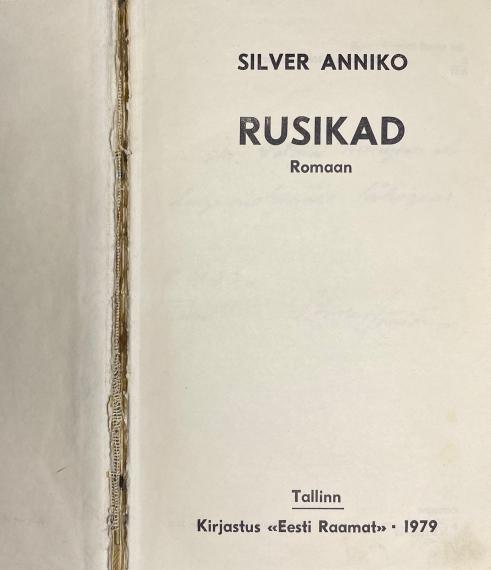 SILVER ANNIKO
RUSIKAD
Romaan
Tallinn
Kirjastus «Eesti Raamat» · 1979